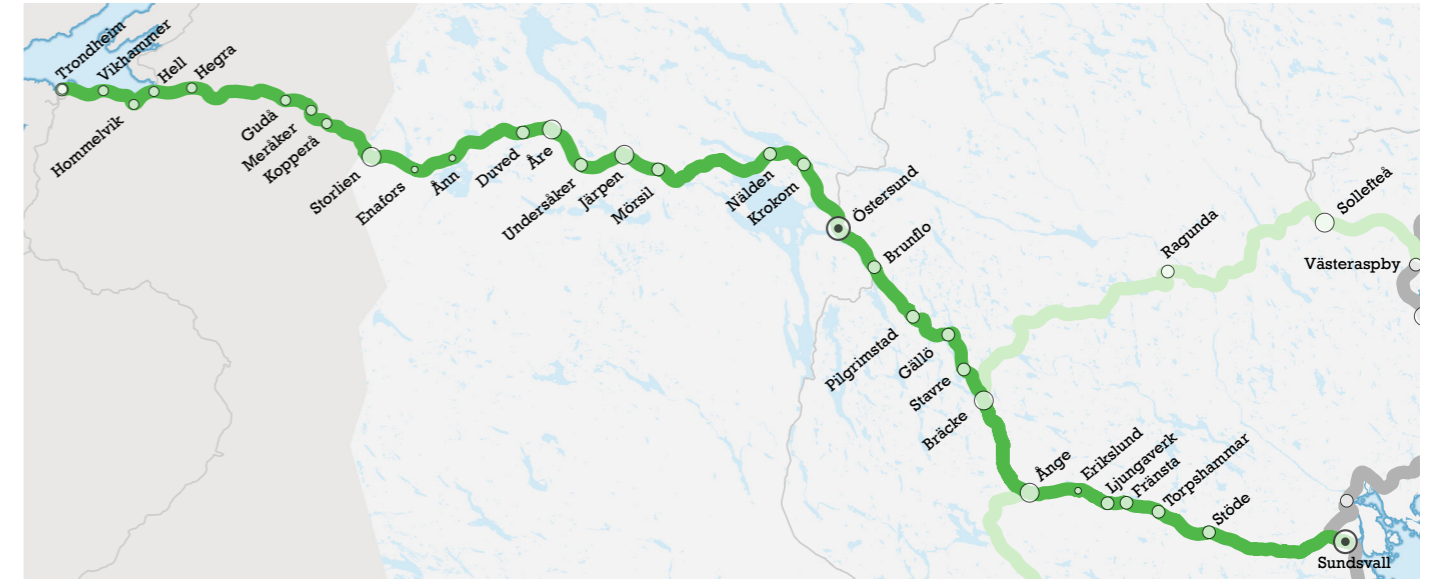 Trondheim
Vikhammer
Hommelvik
Hell
Hegra
Gudå
Meråker
Kopperå
Storlien
Enafors
Ånn
Duved
Åre
Undersåker
Järpen
Mörsil
Nälden
Krokom
Östersund
Brunflo
Pilgrimstad
Gällö
Stavre
Bräcke
Ånge
Erikslund
Ljungaverk
Fränsta
Torpshammar
Stöde
Sundsvall
Ragunda
Sollefteå
Västeraspby